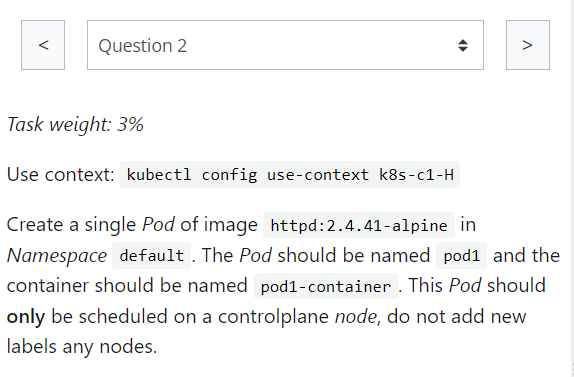 < Question 2 >
Task weight: 3%
Use context: kubectl config use-context k8s-c1-H
Create a single Pod of image httpd:2.4.41-alpine in
Namespace default . The Pod should be named pod1 and the
container should be named pod1-container . This Pod should
only be scheduled on a controlplane node, do not add new
labels any nodes.